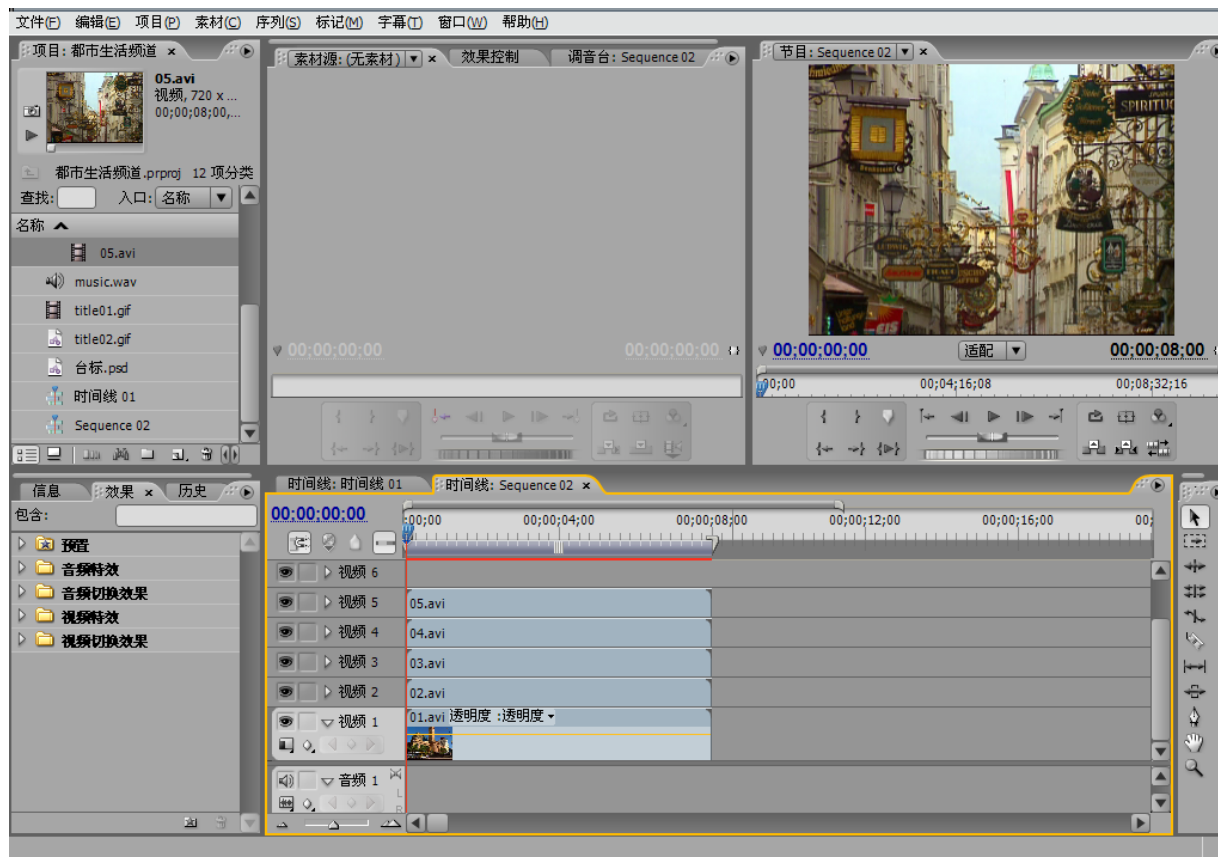 文件(F) 编辑(E) 项目(P) 素材(C) 序列(S) 标记(M) 字幕(T) 窗口(W) 帮助(H)
项目: 都市生活频道
05.avi
视频, 720 x ...
00;00;08;00,...
都市生活频道.prproj 12 项分类
查找: 入口: 名称
名称
05.avi
music.wav
title01.gif
title02.gif
台标.psd
时间线 01
Sequence 02
素材源: (无素材) 效果控制 调音台: Sequence 02
00;00;00;00 00;00;00;00
节目: Sequence 02
SPIRITUO
00;00;00;00 适配 00;00;08;00
00;00 00;04;16;08 00;08;32;16
信息 效果 历史
包含:
预置
音频特效
音频切换效果
视频特效
视频切换效果
时间线: 时间线 01 时间线: Sequence 02
00;00;00;00
;00;00 00;00;04;00 00;00;08;00 00;00;12;00 00;00;16;00 00;
视频 6
视频 5 05.avi
视频 4 04.avi
视频 3 03.avi
视频 2 02.avi
视频 1 01.avi 透明度 :透明度
音频 1
L
R